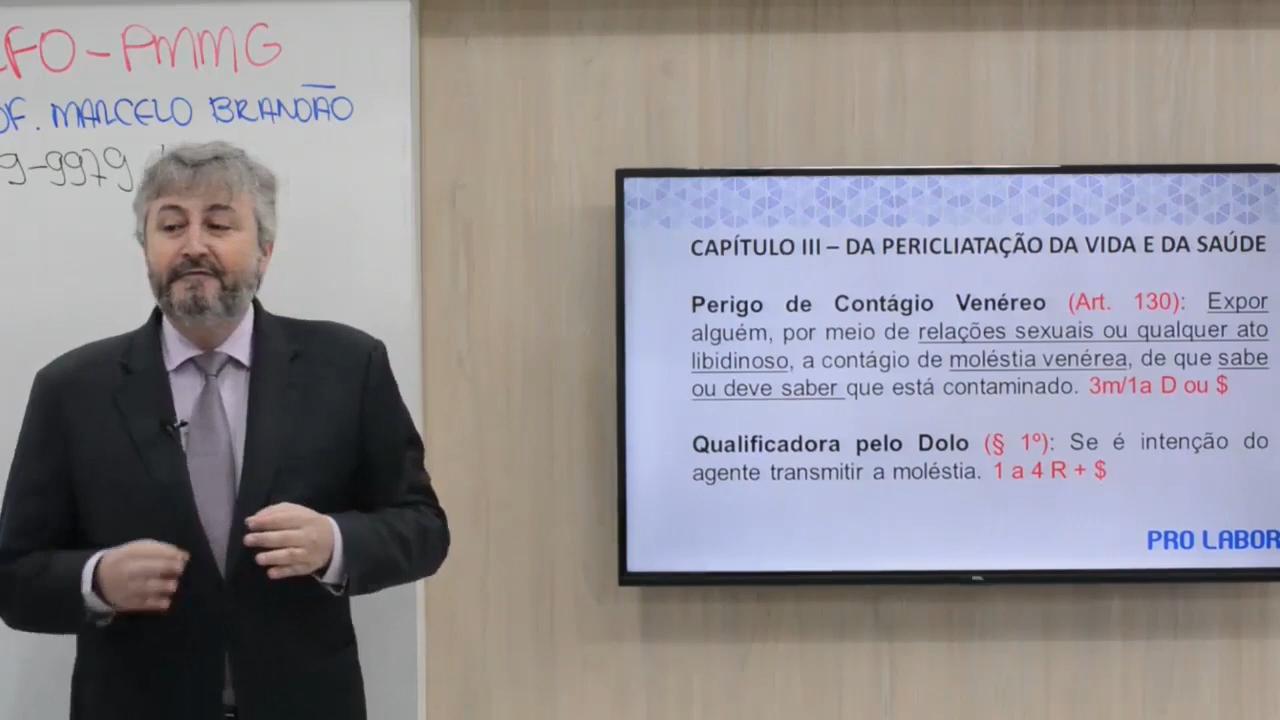 CFO-PMMG
OF. MARCELO BRANDÃO
9-9979
CAPÍTULO III – DA PERICLIATAÇÃO DA VIDA E DA SAÚDE
Perigo de Contágio Venéreo (Art. 130): Expor
alguém, por meio de relações sexuais ou qualquer ato
libidinoso, a contágio de moléstia venérea, de que sabe
ou deve saber que está contaminado. 3m/1a D ou $
Qualificadora pelo Dolo (§ 1º): Se é intenção do
agente transmitir a moléstia. 1 a 4 R + $
PRO LABOR